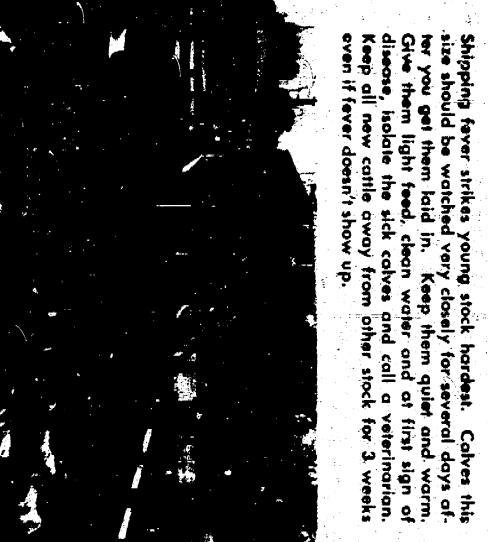 Shipping fever strikes young stock hardest. Calves this
size should be watched very closely for several days af-
ter you get them laid in. Keep them quiet and warm.
Give them light feed, clean water and at first sign of
disease, isolate the sick calves and call a veterinarian.
Keep all new cattle away from other stock for 3 weeks
even if fever doesn't show up.